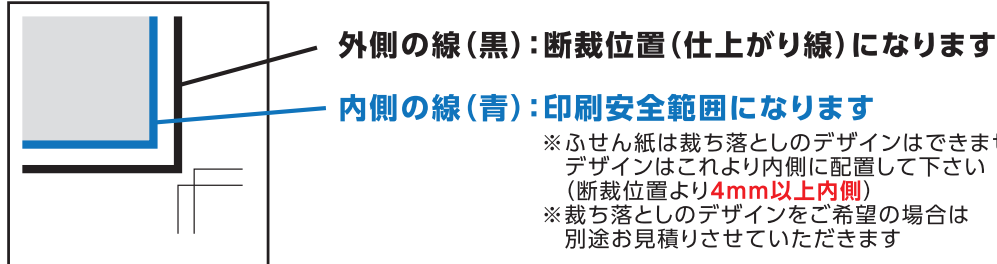 外側の線（黒）：断裁位置（仕上がり線）になります
内側の線（青）：印刷安全範囲になります
※ふせん紙は裁ち落としのデザインはできませ
デザインはこれより内側に配置して下さい
（断裁位置より4mm以上内側）
※裁ち落としのデザインをご希望の場合は
別途お見積りさせていただきます